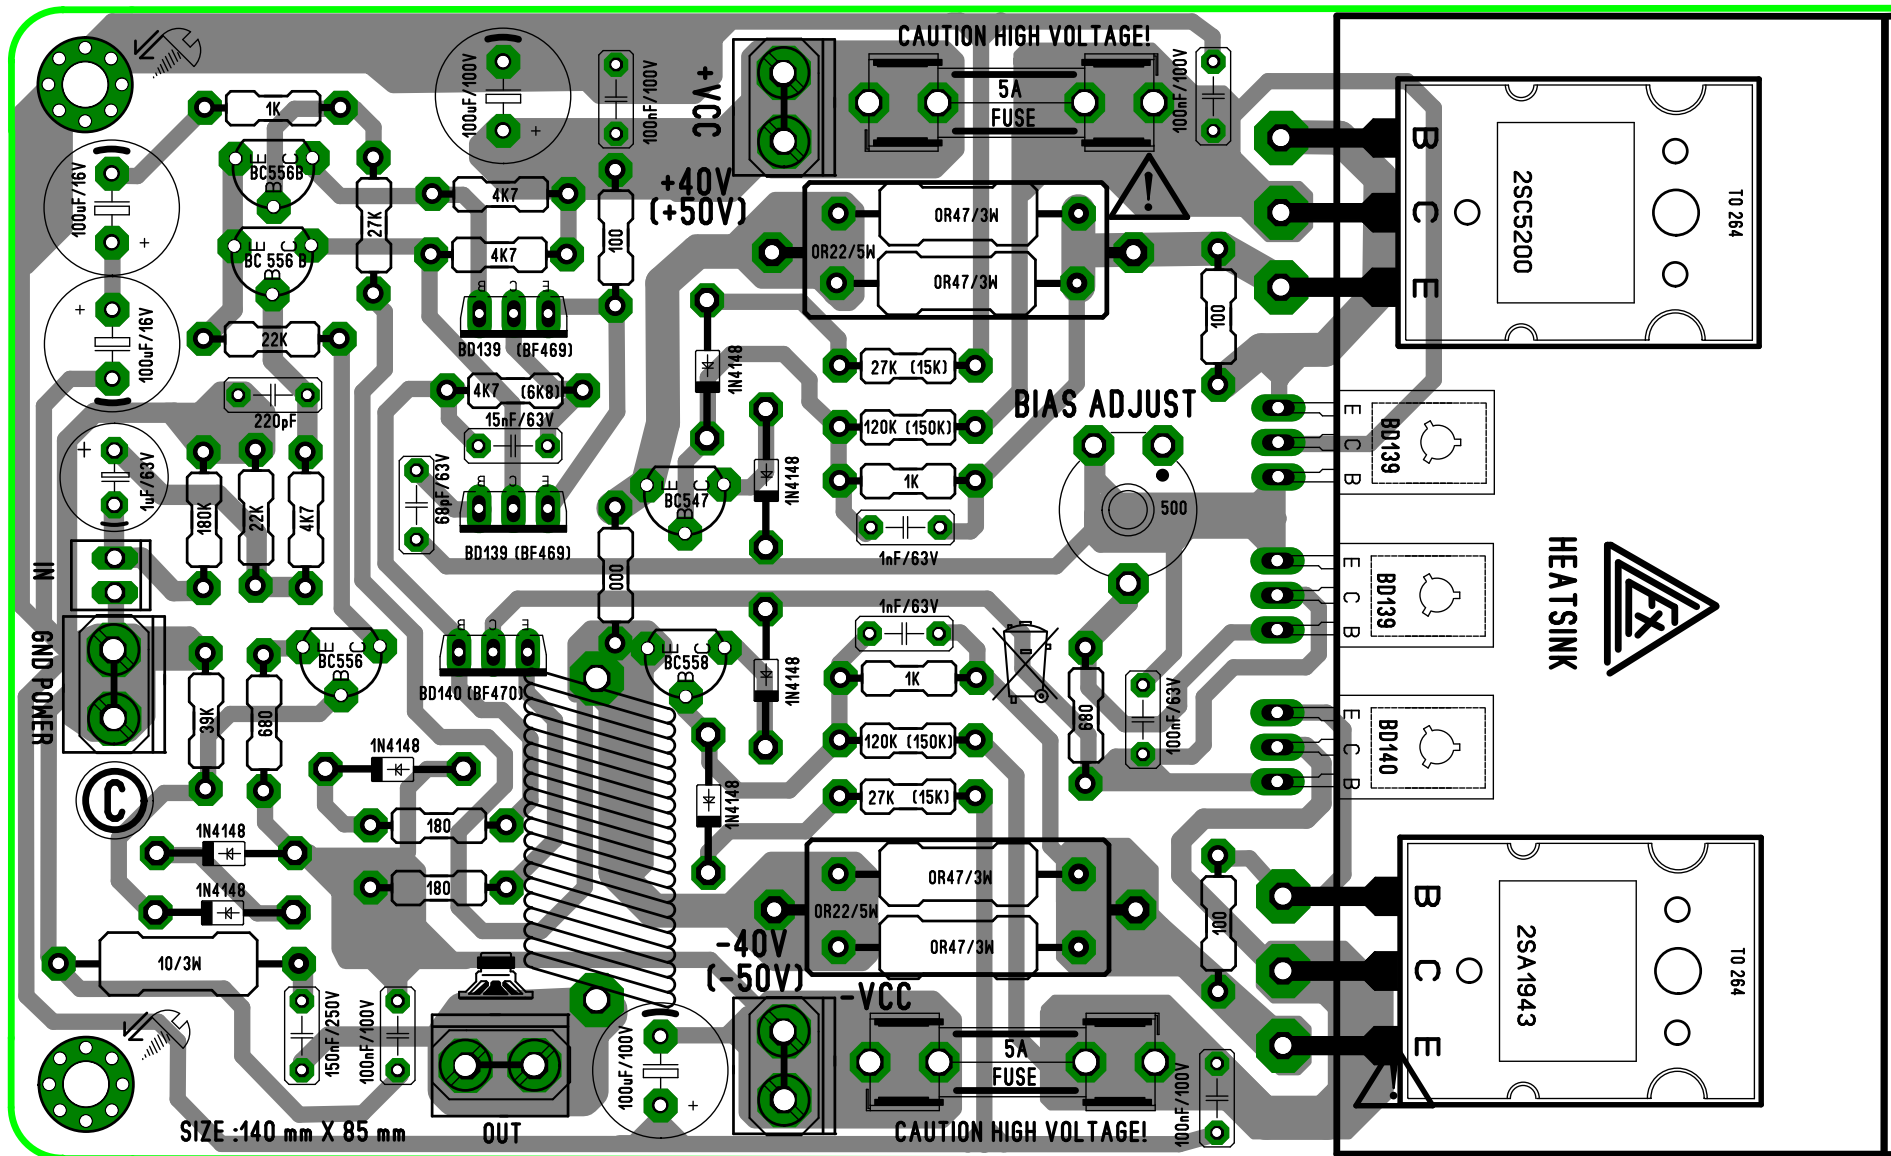 CAUTION HIGH VOLTAGE!
1K
100uF/100V
100nF/100V
+VCC
5A
FUSE
100nF/100V
B
C
E
2SC5200
TO 264
E
C
B
BC556B
100uF/16V
27K
4K7
100
+40V
(+50V)
0R47/3W
0R22/5W
0R47/3W
100
E
C
B
BC 556 B
4K7
B
C
E
BD139 (BF469)
22K
100uF/16V
1N4148
27K (15K)
220pF
4K7 (6K8)
15nF/63V
120K (150K)
BIAS ADJUST
E
C
B
BD139
1uF/63V
180K
22K
4K7
68pF/63V
B
C
E
BD139 (BF469)
E
C
B
BC547
1N4148
1K
1nF/63V
500
IN
000
HEATSINK
E
C
B
BD139
1nF/63V
GND POWER
39K
680
E
C
B
BC556
B
C
E
BD140 (BF470)
E
C
B
BC558
1N4148
1K
680
100nF/63V
E
C
B
BD140
1N4148
120K (150K)
1N4148
27K (15K)
C
180
1N4148
180
1N4148
0R47/3W
0R22/5W
0R47/3W
100
B
C
E
2SA1943
TO 264
10/3W
-40V
(-50V)
-VCC
150nF/250V
100nF/100V
100uF/100V
5A
FUSE
100nF/100V
SIZE :140 mm X 85 mm
OUT
CAUTION HIGH VOLTAGE!